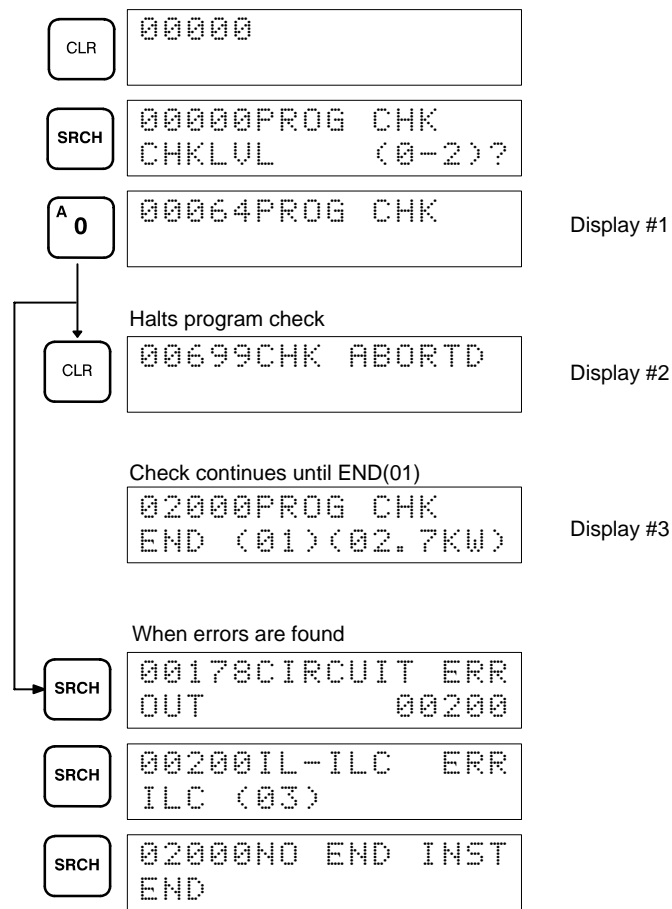 CLR
00000
SRCH
00000PROG CHK
CHKLVL (0-2)?
A
0
00064PROG CHK
Display #1
Halts program check
CLR
00699CHK ABORTD
Display #2
Check continues until END(01)
02000PROG CHK
END (01)(02.7KW)
Display #3
When errors are found
SRCH
00178CIRCUIT ERR
OUT 00200
SRCH
00200IL-ILC ERR
ILC (03)
SRCH
02000NO END INST
END